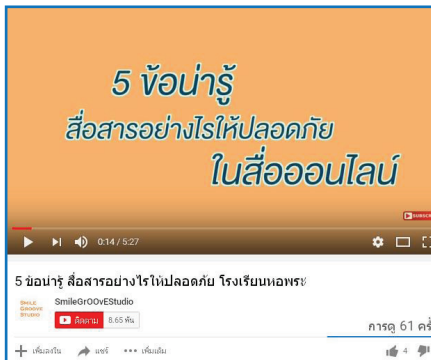 5 ข้อน่ารู้
สื่อสารอย่างไรให้ปลอดภัย
ในสื่อออนไลน์
SUBSC
0:14 / 5:27
5 ข้อน่ารู้ สื่อสารอย่างไรให้ปลอดภัย โรงเรียนหอพระ
SMILE GROOVE STUDIO
SmileGrOOvEStudio
ติดตาม 8.65 พัน
การดู 61 ครั้
เพิ่มลงใน แชร์ เพิ่มเติม
4